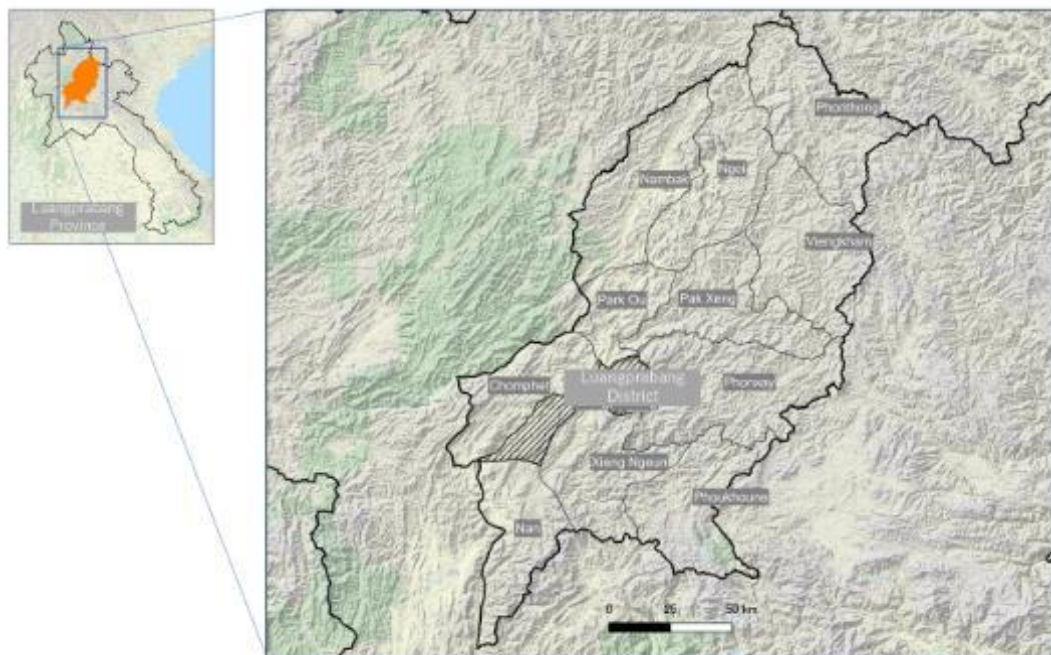 Luangprabang
Province
Phonthong
Nambak
Ngoi
Viengkham
Park Ou
Pak Xeng
Chomphet
Luangprabang
District
Phonxay
Xieng Ngeun
Phoukhoune
Nan
0 25 50 km